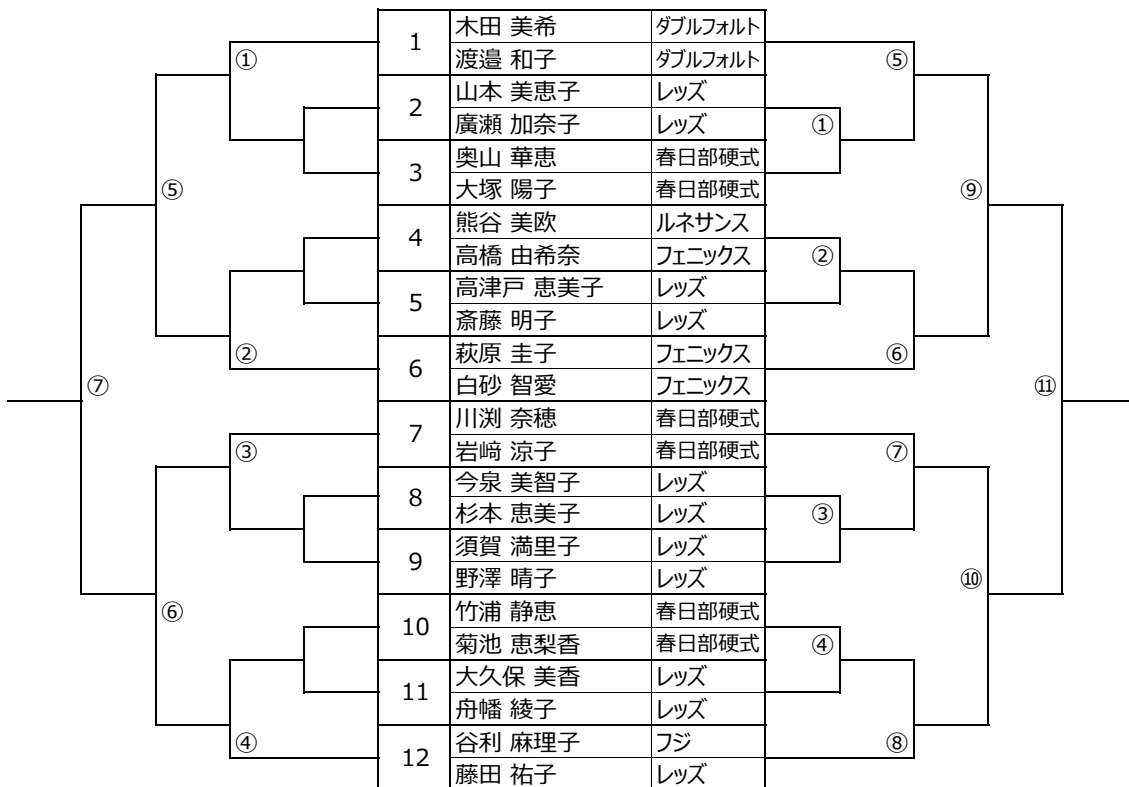 木田 美希 ダブルフォルト
① 1 ⑤
渡邉 和子 ダブルフォルト
山本 美恵子 レッズ
2
廣瀬 加奈子 レッズ ①
奥山 華恵 春日部硬式
3
大塚 陽子 春日部硬式
⑤ ⑨
熊谷 美欧 ルネサンス
4
高橋 由希奈 フェニックス ②
高津戸 恵美子 レッズ
5
斎藤 明子 レッズ
② 萩原 圭子 フェニックス ⑥
6
⑦ 白砂 智愛 フェニックス ⑪
川渕 奈穂 春日部硬式
7
③ 岩﨑 涼子 春日部硬式 ⑦
今泉 美智子 レッズ
8
杉本 恵美子 レッズ ③
須賀 満里子 レッズ
9
野澤 晴子 レッズ ⑩
⑥ 竹浦 静恵 春日部硬式
10
菊池 恵梨香 春日部硬式 ④
大久保 美香 レッズ
11
舟幡 綾子 レッズ
④ 谷利 麻理子 フジ ⑧
12
藤田 祐子 レッズ